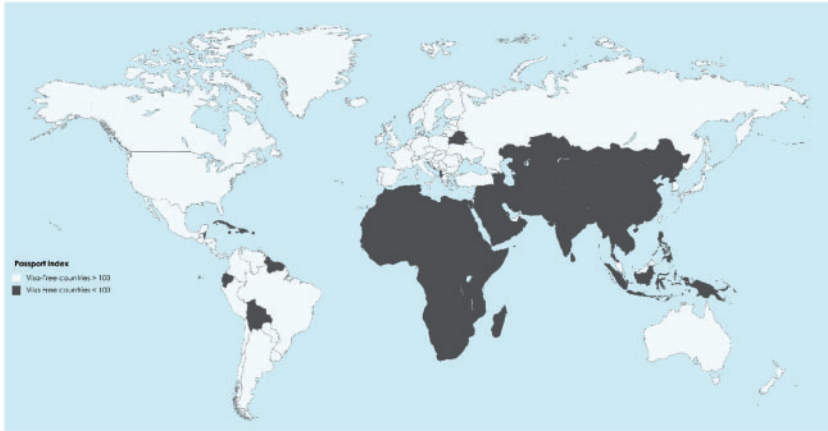 Passport Index
Visa-Free countries > 100
Visa Free countries < 100